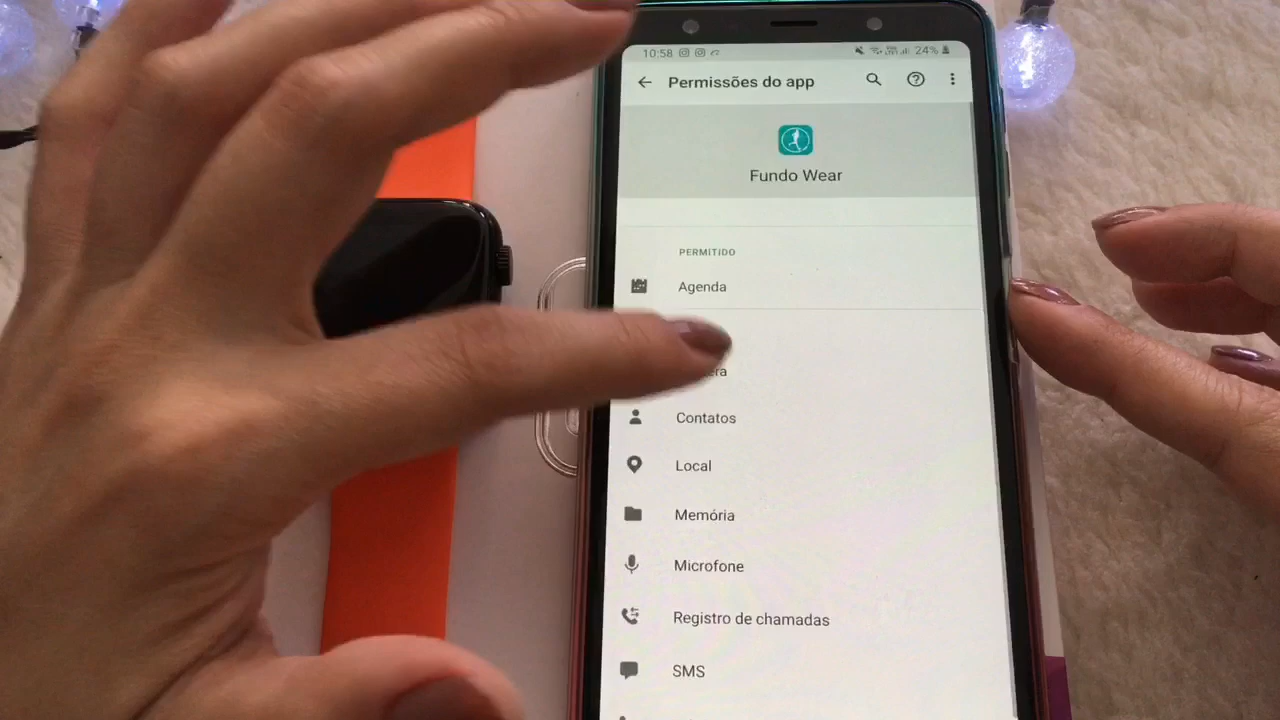 10:58 24%
Permissões do app
Fundo Wear
PERMITIDO
Agenda
Contatos
Local
Memória
Microfone
Registro de chamadas
SMS